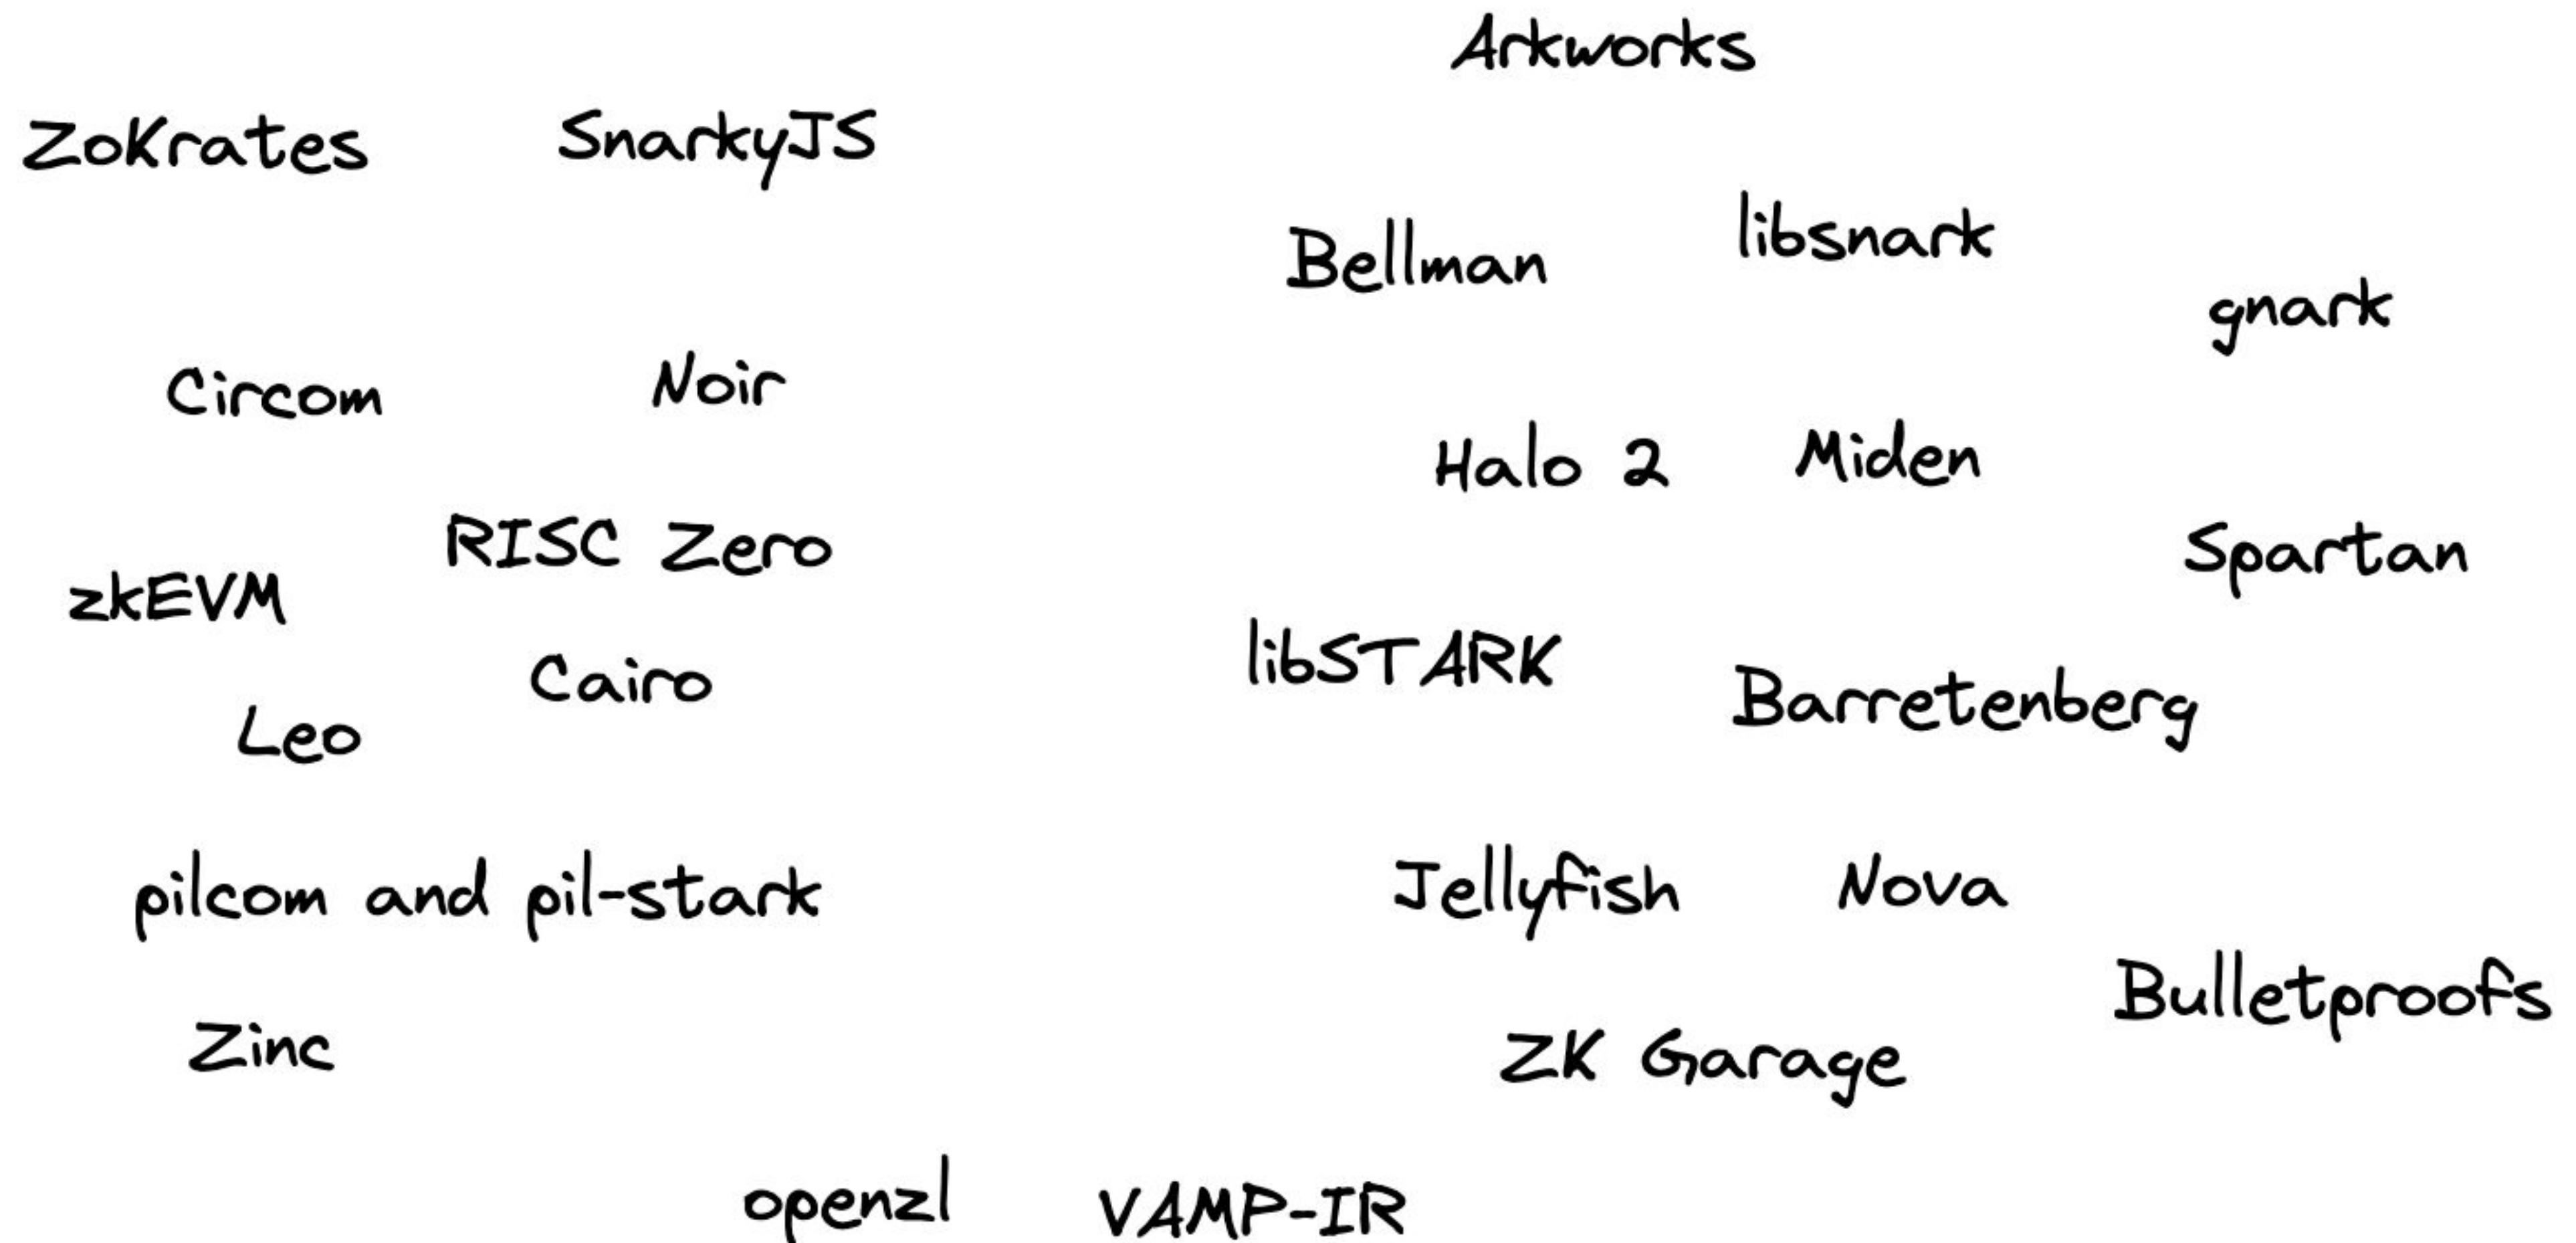 Arkworks
ZoKrates
SnarkyJS
Bellman
libsnark
gnark
Circom
Noir
Halo 2
Miden
RISC Zero
Spartan
zkEVM
libSTARK
Cairo
Barretenberg
Leo
pilcom and pil-stark
Jellyfish
Nova
Bulletproofs
Zinc
ZK Garage
openzl
VAMP-IR